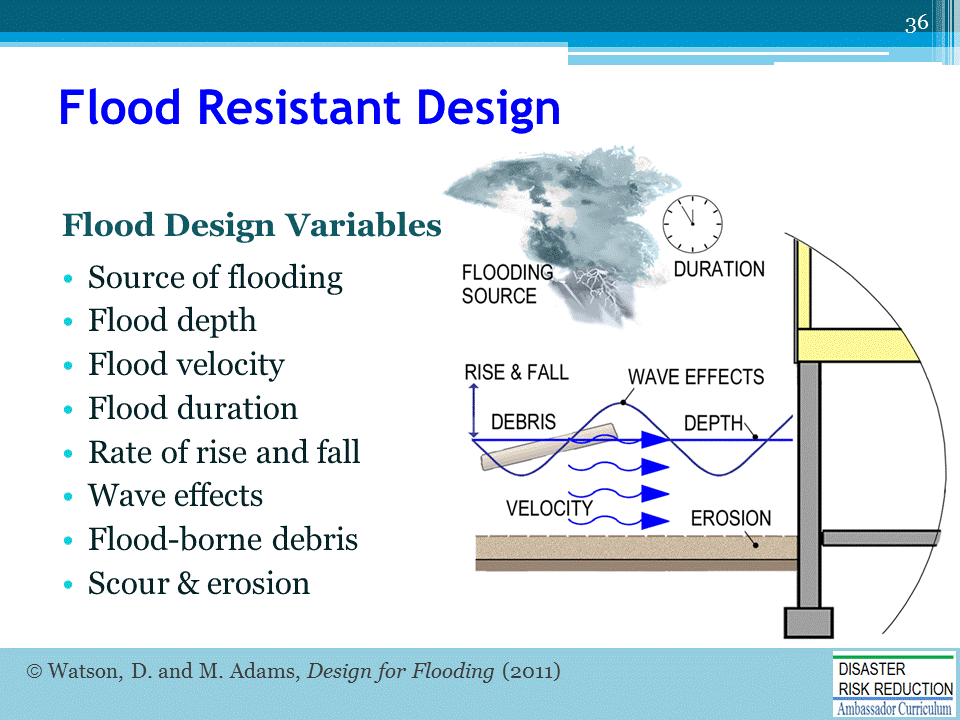 36
Flood Resistant Design
Flood Design Variables
• Source of flooding
• Flood depth
• Flood velocity
• Flood duration
• Rate of rise and fall
• Wave effects
• Flood-borne debris
• Scour & erosion
FLOODING
SOURCE
DURATION
RISE & FALL
WAVE EFFECTS
DEBRIS
DEPTH
VELOCITY
EROSION
© Watson, D. and M. Adams, Design for Flooding (2011)
DISASTER
RISK REDUCTION
Ambassador Curriculum